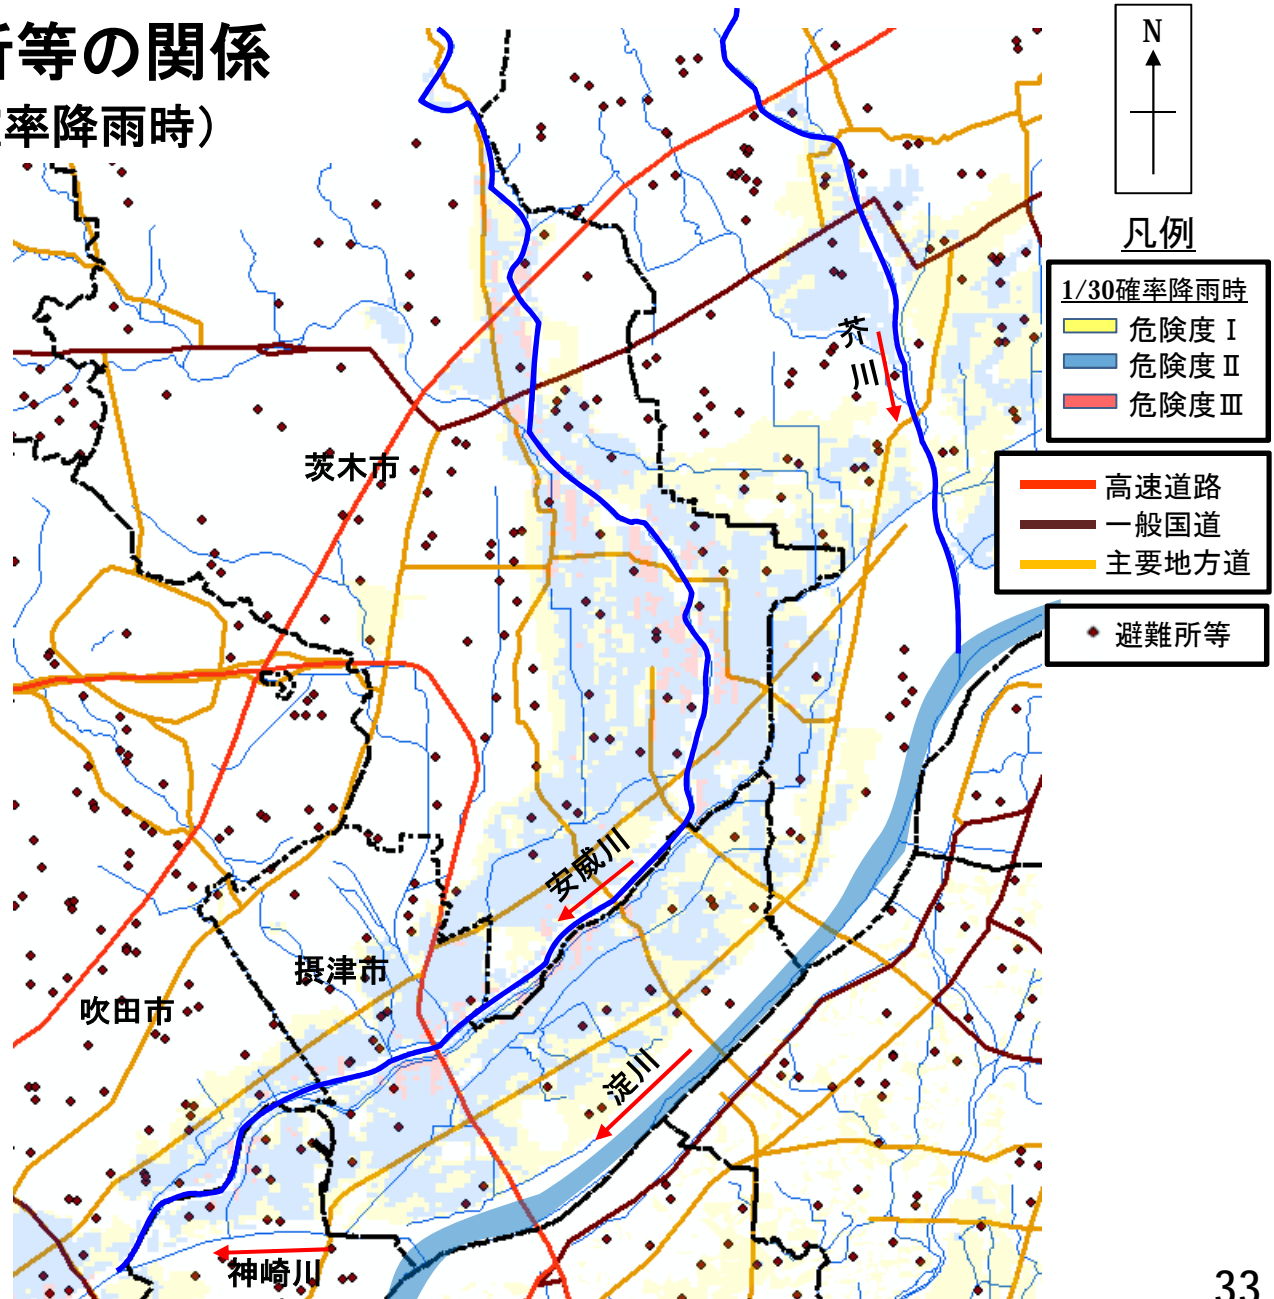 所等の関係
確率降雨時）
N
凡例
1/30確率降雨時
危険度Ⅰ
危険度Ⅱ
危険度Ⅲ
高速道路
一般国道
主要地方道
避難所等
芥川
茨木市
安威川
摂津市
吹田市
淀川
神崎川
33